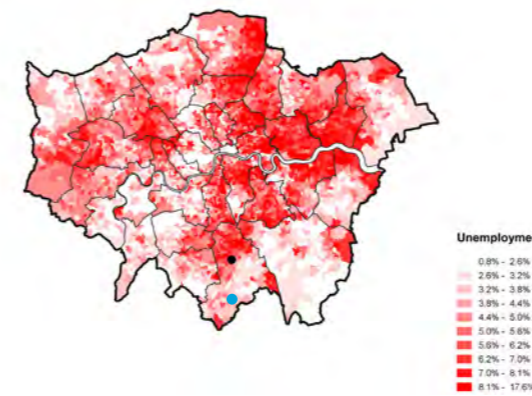 Unemployme
0.8% - 2.6%
2.6% - 3.2%
3.2% - 3.8%
3.8% - 4.4%
4.4% - 5.0%
5.0% - 5.6%
5.6% - 6.2%
6.2% - 7.0%
7.0% - 8.1%
8.1% - 17.6%